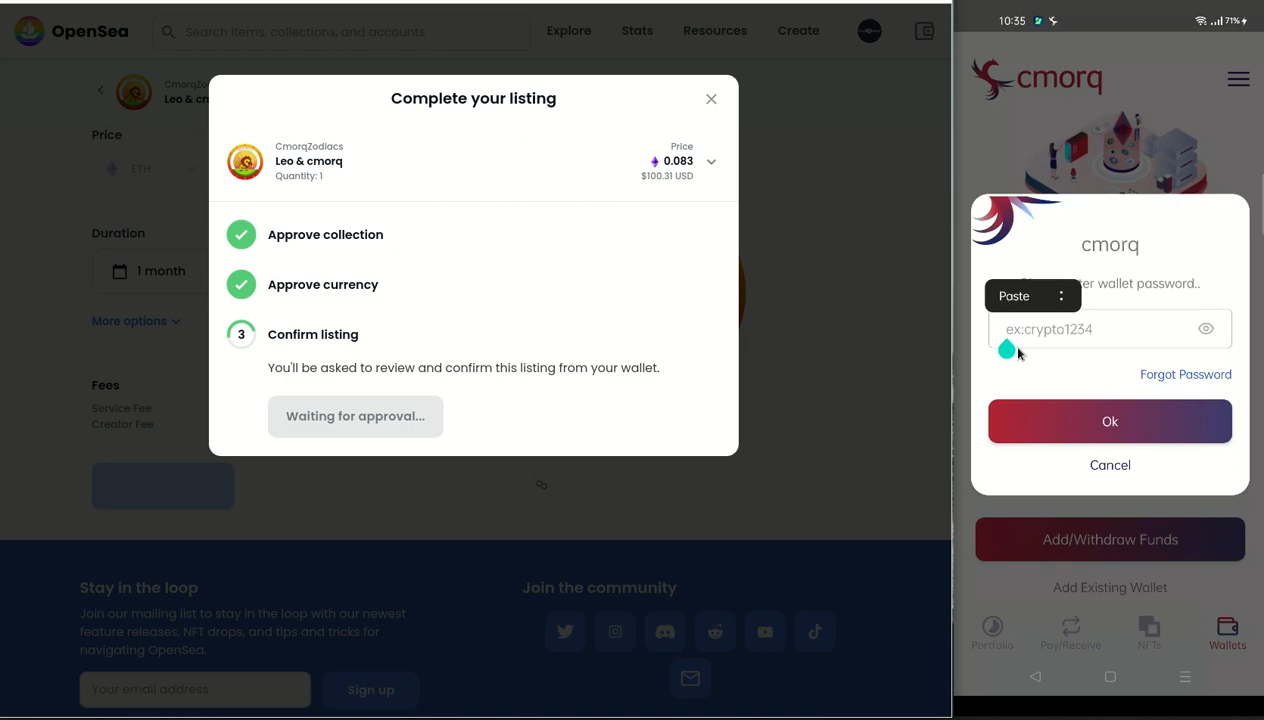 OpenSea
Search items, collections, and accounts
Explore
Stats
Resources
Create
CmorqZo
Leo & cm
Price
ETH
Duration
1 month
More options
Fees
Service Fee
Creator Fee
Complete your listing
CmorqZodiacs
Leo & cmorq
Quantity: 1
Price
0.083
$100.31 USD
Approve collection
Approve currency
3
Confirm listing
You'll be asked to review and confirm this listing from your wallet.
Waiting for approval...
Stay in the loop
Join our mailing list to stay in the loop with our newest
feature releases, NFT drops, and tips and tricks for
navigating OpenSea.
Your email address
Sign up
Join the community
10:35
71%
cmorq
cmorq
ter wallet password..
Paste
ex:crypto1234
Forgot Password
Ok
Cancel
Add/Withdraw Funds
Add Existing Wallet
Portfolio
Pay/Receive
NFTs
Wallets